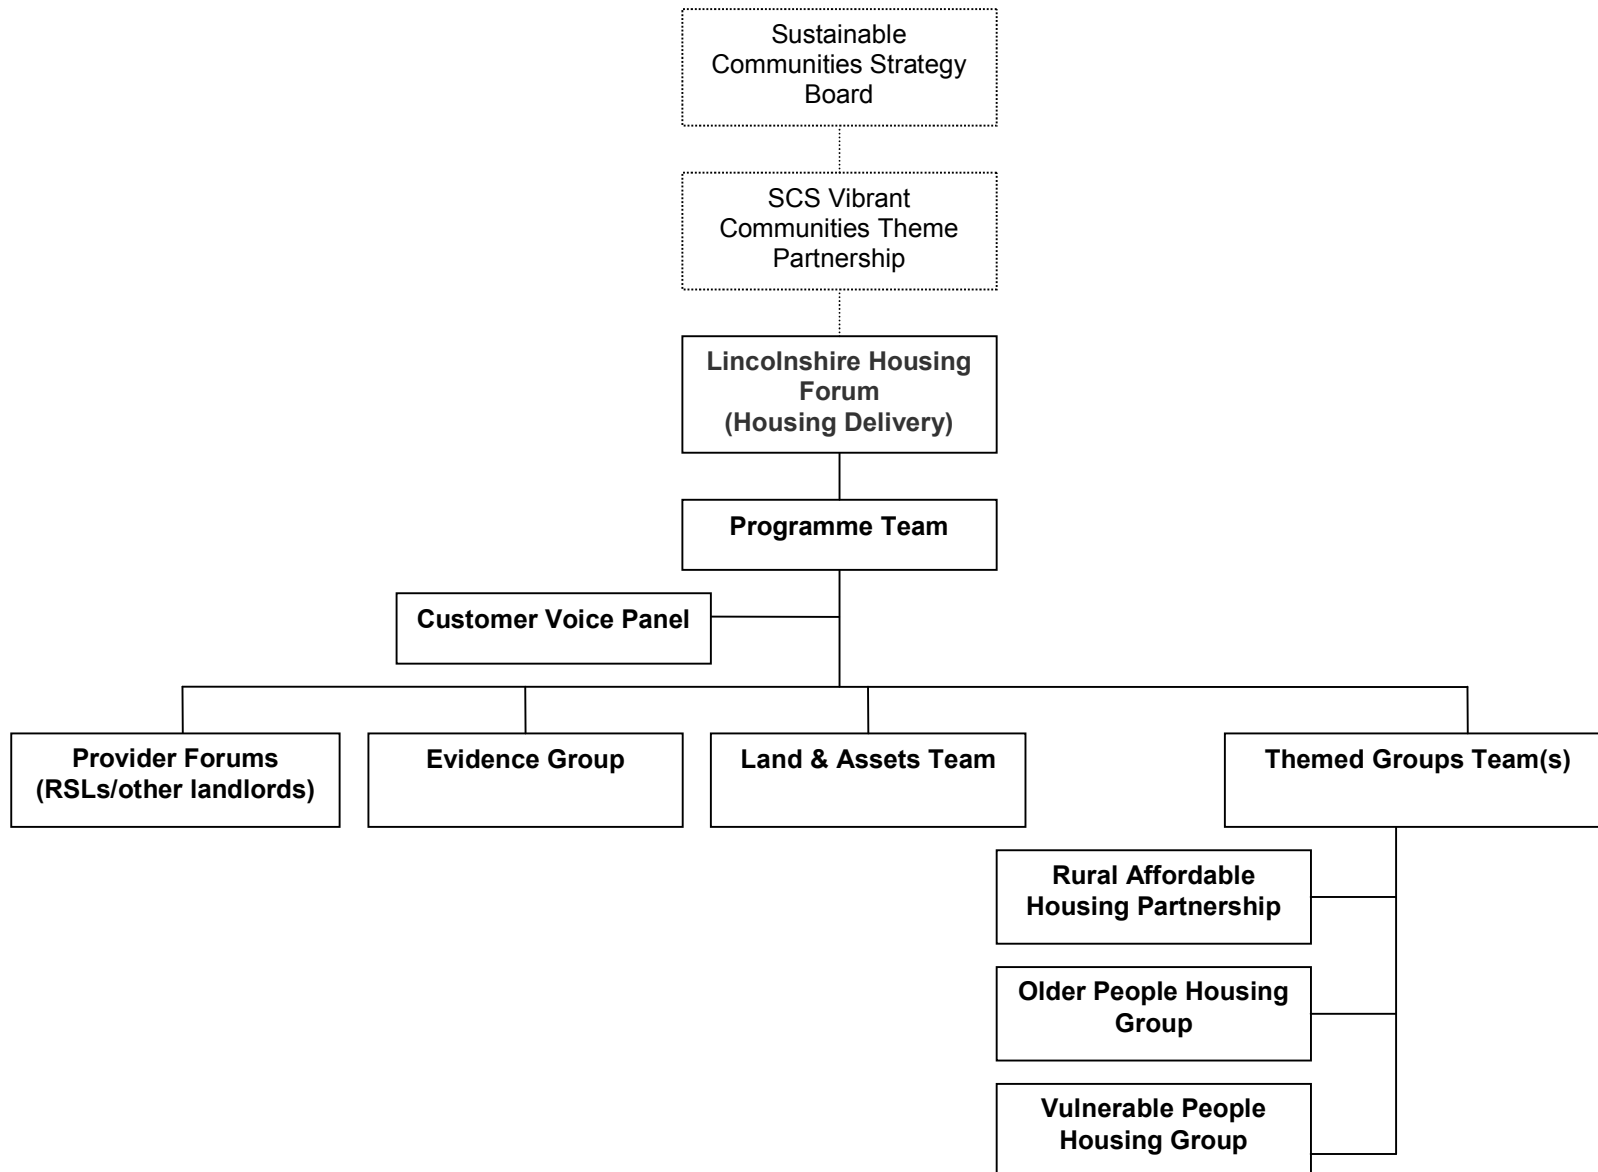 Sustainable
Communities Strategy
Board
SCS Vibrant
Communities Theme
Partnership
Lincolnshire Housing
Forum
(Housing Delivery)
Programme Team
Customer Voice Panel
Provider Forums
(RSLs/other landlords)
Evidence Group
Land & Assets Team
Themed Groups Team(s)
Rural Affordable
Housing Partnership
Older People Housing
Group
Vulnerable People
Housing Group